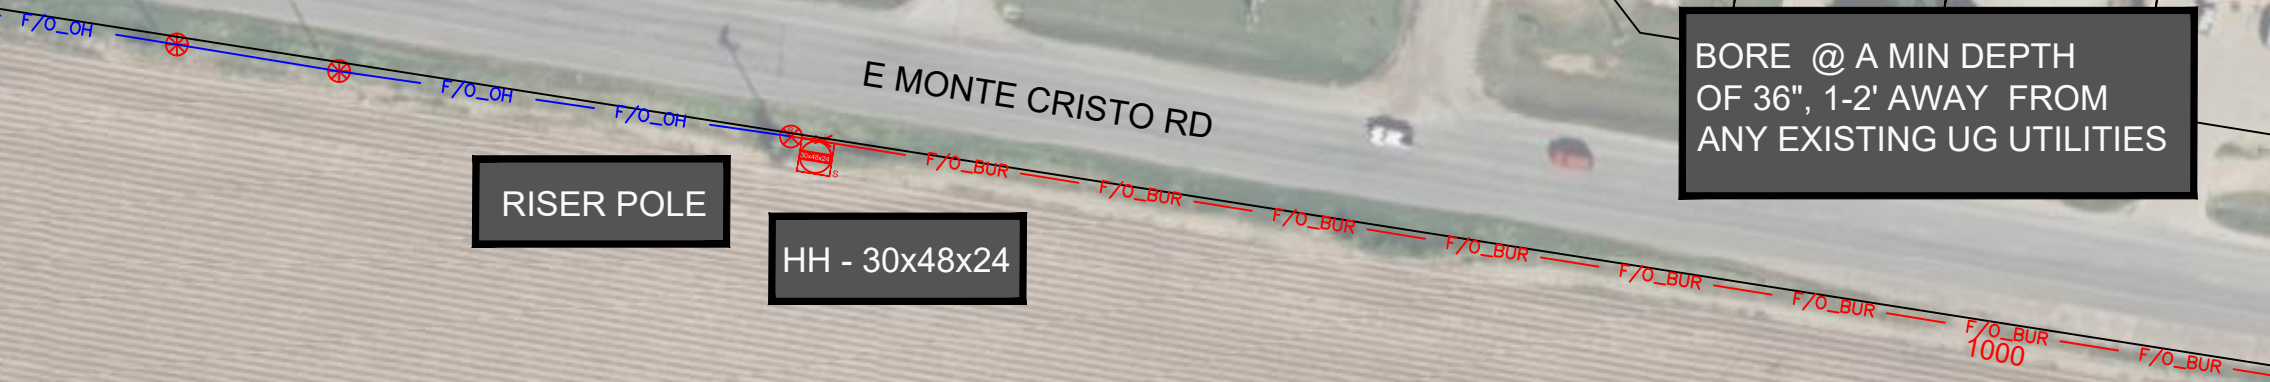 F/O_OH
F/O_OH
F/O_OH
E MONTE CRISTO RD
BORE @ A MIN DEPTH
OF 36", 1-2' AWAY FROM
ANY EXISTING UG UTILITIES
30x48x24
S
RISER POLE
HH - 30x48x24
F/O_BUR
F/O_BUR
F/O_BUR
F/O_BUR
F/O_BUR
F/O_BUR
F/O_BUR
F/O_BUR
1000